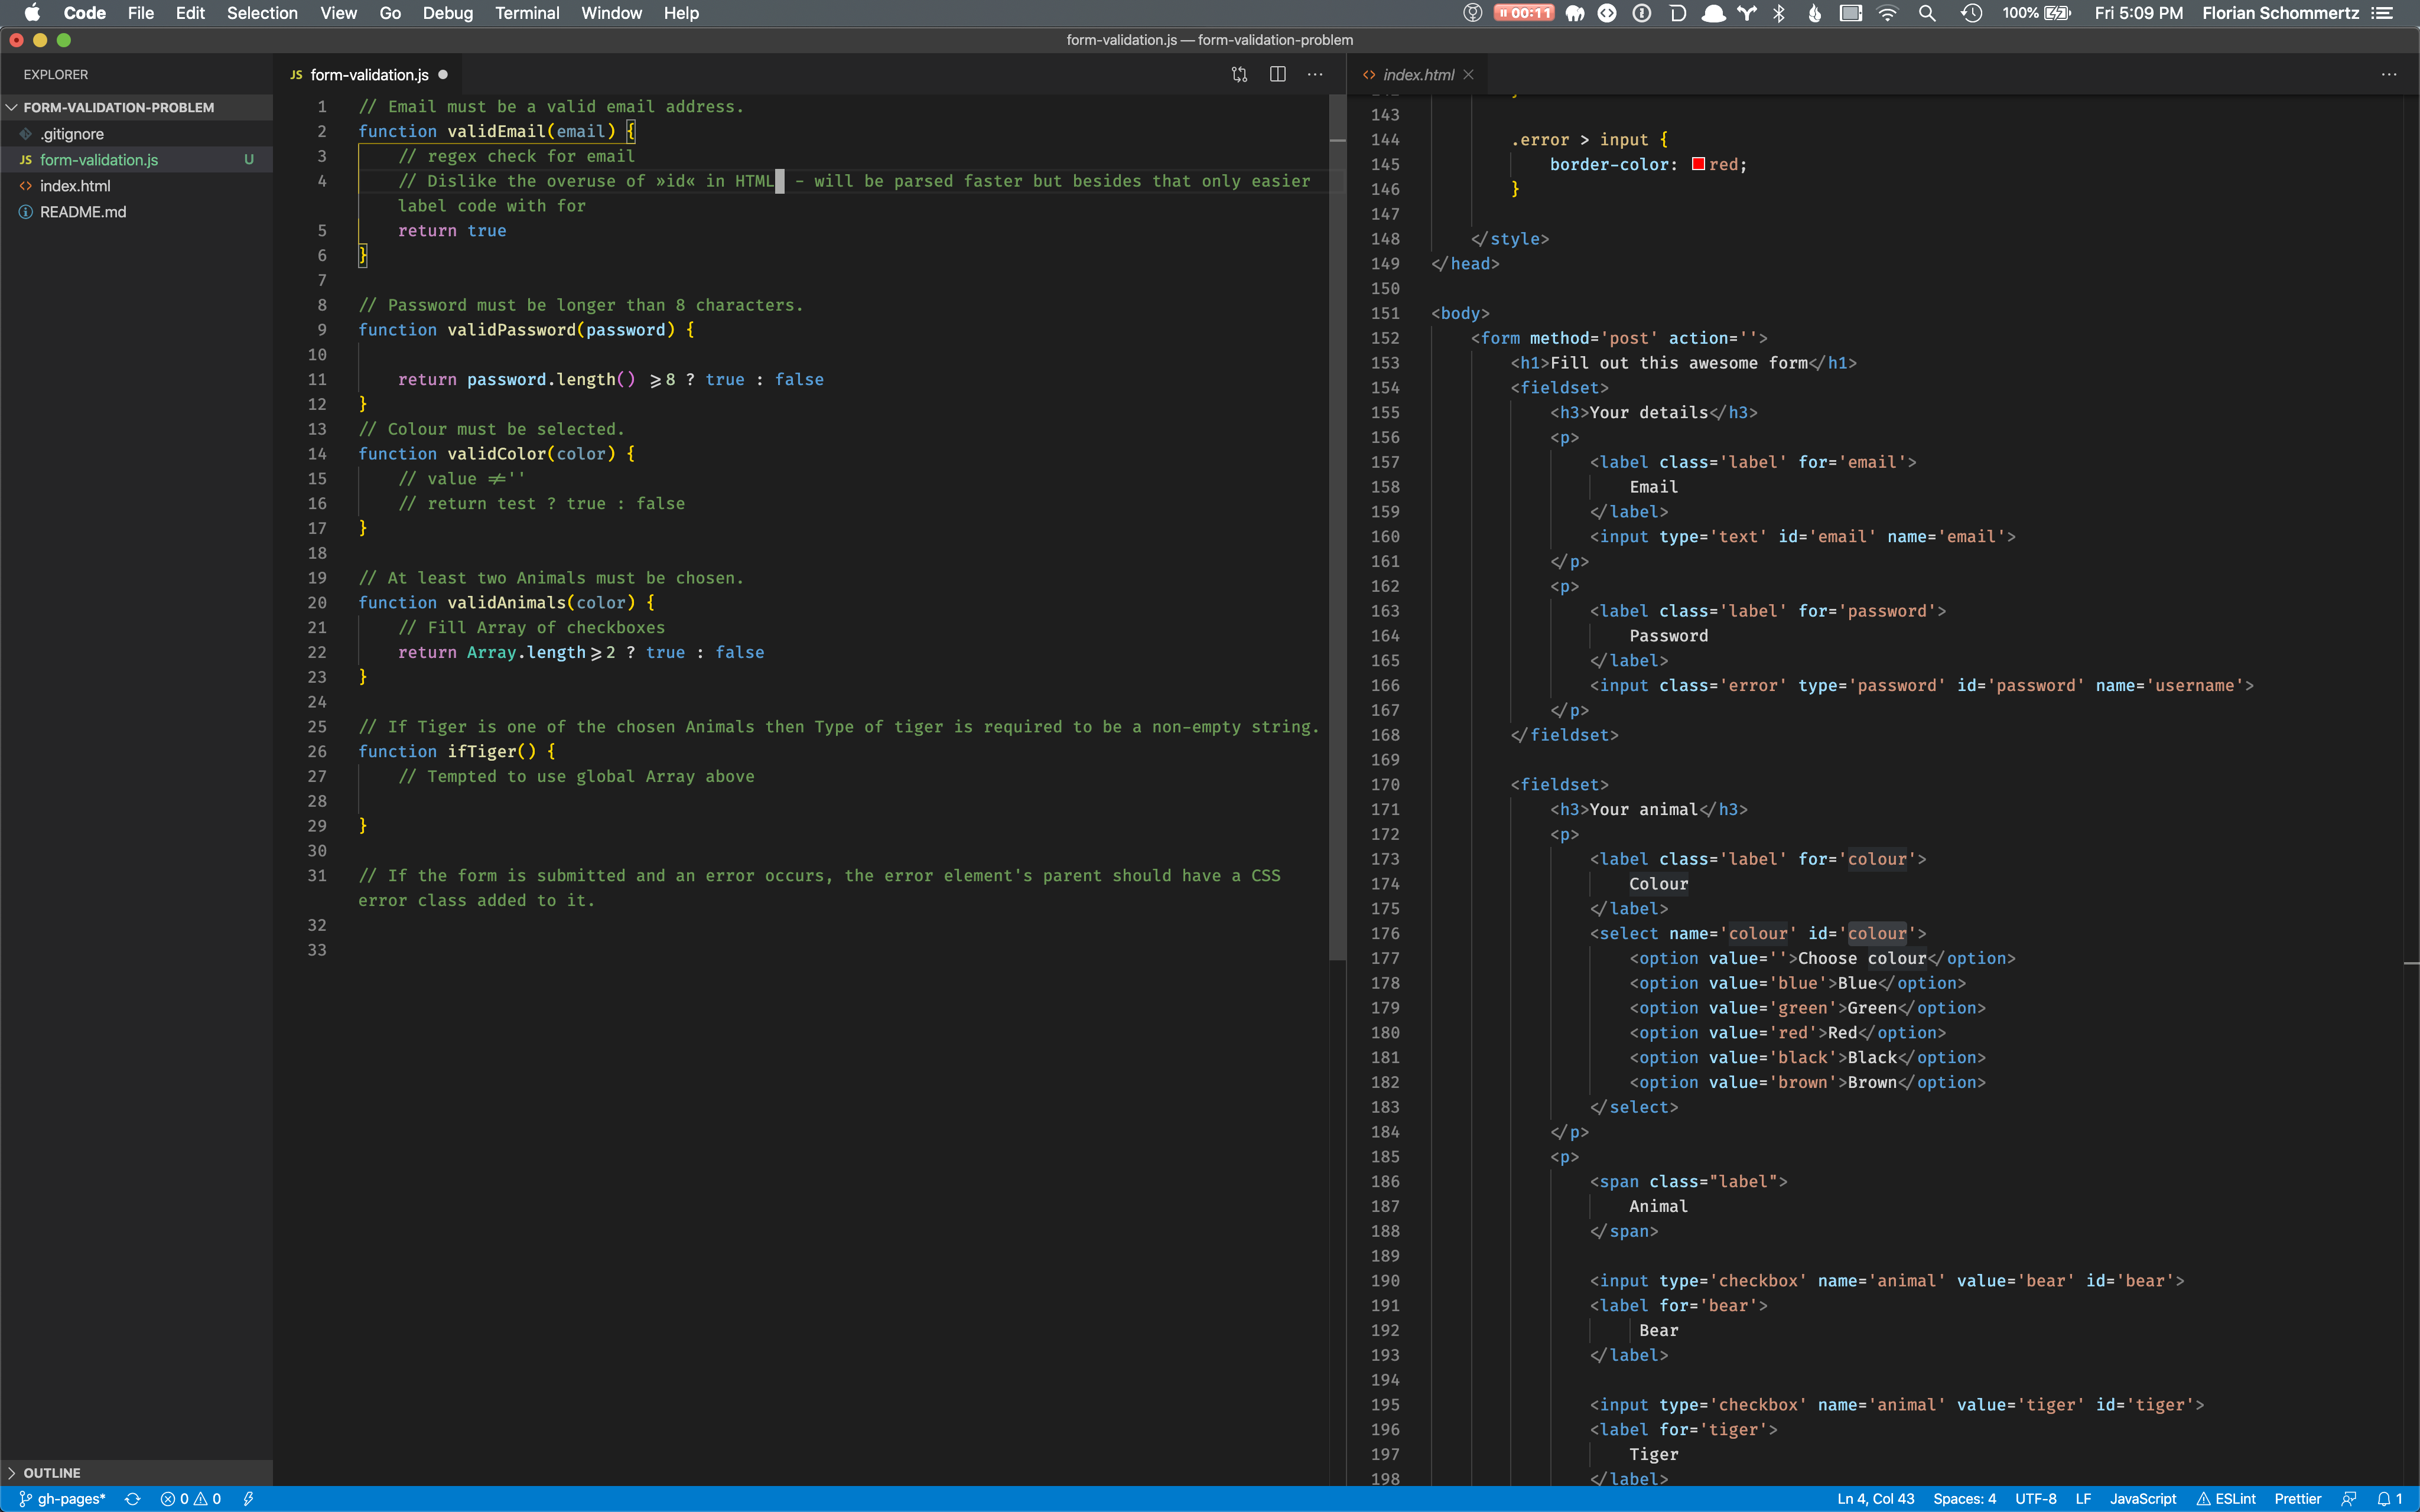 Code File Edit Selection View Go Debug Terminal Window Help 00:11 100% Fri 5:09 PM Florian Schommertz
form-validation.js — form-validation-problem
EXPLORER
FORM-VALIDATION-PROBLEM
.gitignore
JS form-validation.js U
index.html
README.md
OUTLINE
JS form-validation.js
1 // Email must be a valid email address.
2 function validEmail(email) {
3 // regex check for email
4 // Dislike the overuse of »id« in HTML - will be parsed faster but besides that only easier
label code with for
5 return true
6 }
7
8 // Password must be longer than 8 characters.
9 function validPassword(password) {
10
11 return password.length() >=8 ? true : false
12 }
13 // Colour must be selected.
14 function validColor(color) {
15 // value !=''
16 // return test ? true : false
17 }
18
19 // At least two Animals must be chosen.
20 function validAnimals(color) {
21 // Fill Array of checkboxes
22 return Array.length>=2 ? true : false
23 }
24
25 // If Tiger is one of the chosen Animals then Type of tiger is required to be a non-empty string.
26 function ifTiger() {
27 // Tempted to use global Array above
28
29 }
30
31 // If the form is submitted and an error occurs, the error element's parent should have a CSS
error class added to it.
32
33
index.html
143
144 .error > input {
145 border-color: red;
146 }
147
148 </style>
149 </head>
150
151 <body>
152 <form method='post' action=''>
153 <h1>Fill out this awesome form</h1>
154 <fieldset>
155 <h3>Your details</h3>
156 <p>
157 <label class='label' for='email'>
158 Email
159 </label>
160 <input type='text' id='email' name='email'>
161 </p>
162 <p>
163 <label class='label' for='password'>
164 Password
165 </label>
166 <input class='error' type='password' id='password' name='username'>
167 </p>
168 </fieldset>
169
170 <fieldset>
171 <h3>Your animal</h3>
172 <p>
173 <label class='label' for='colour'>
174 Colour
175 </label>
176 <select name='colour' id='colour'>
177 <option value=''>Choose colour</option>
178 <option value='blue'>Blue</option>
179 <option value='green'>Green</option>
180 <option value='red'>Red</option>
181 <option value='black'>Black</option>
182 <option value='brown'>Brown</option>
183 </select>
184 </p>
185 <p>
186 <span class="label">
187 Animal
188 </span>
189
190 <input type='checkbox' name='animal' value='bear' id='bear'>
191 <label for='bear'>
192 Bear
193 </label>
194
195 <input type='checkbox' name='animal' value='tiger' id='tiger'>
196 <label for='tiger'>
197 Tiger
198 </label>
gh-pages* 0 0 Ln 4, Col 43 Spaces: 4 UTF-8 LF JavaScript ESLint Prettier 1